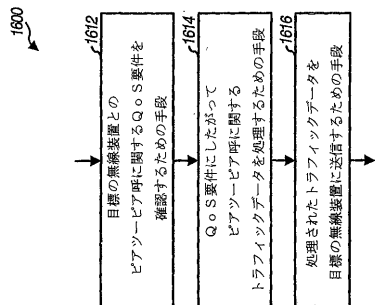 1600
1612
目標の無線装置との
ピアツーピア呼に関するQoS要件を
確認するための手段
1614
QoS要件にしたがって
ピアツーピア呼に関する
トラフィックデータを処理するための手段
1616
処理されたトラフィックデータを
目標の無線装置に送信するための手段